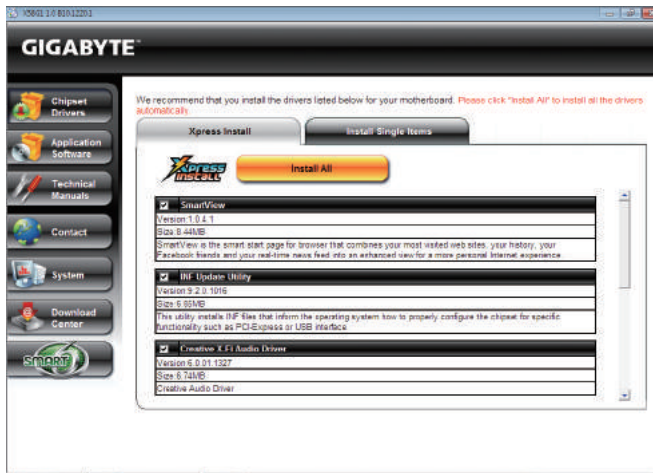 GIGABYTE™
Chipset
Drivers
Application
Software
Technical
Manuals
Contact
System
Download
Center
SMART
We recommend that you install the drivers listed below for your motherboard. Please click "Install All" to install all the drivers
automatically.
Xpress Install
Install Single Items
Xpress
INSTALL
Install All
SmartView
Version:1.0.4.1
Size:8.44MB
SmartView is the smart start page for browser that combines your most visited web sites, your history, your
Facebook friends and your real-time news feed into an enhanced view for a more personal Internet experience
INF Update Utility
Version:9.2.0.1016
Size:6.65MB
This utility installs INF files that inform the operating system how to properly configure the chipset for specific
functionality such as PCI-Express or USB interface
Creative X.Fi Audio Driver
Version:6.0.01.1327
Size:6.74MB
Creative Audio Driver